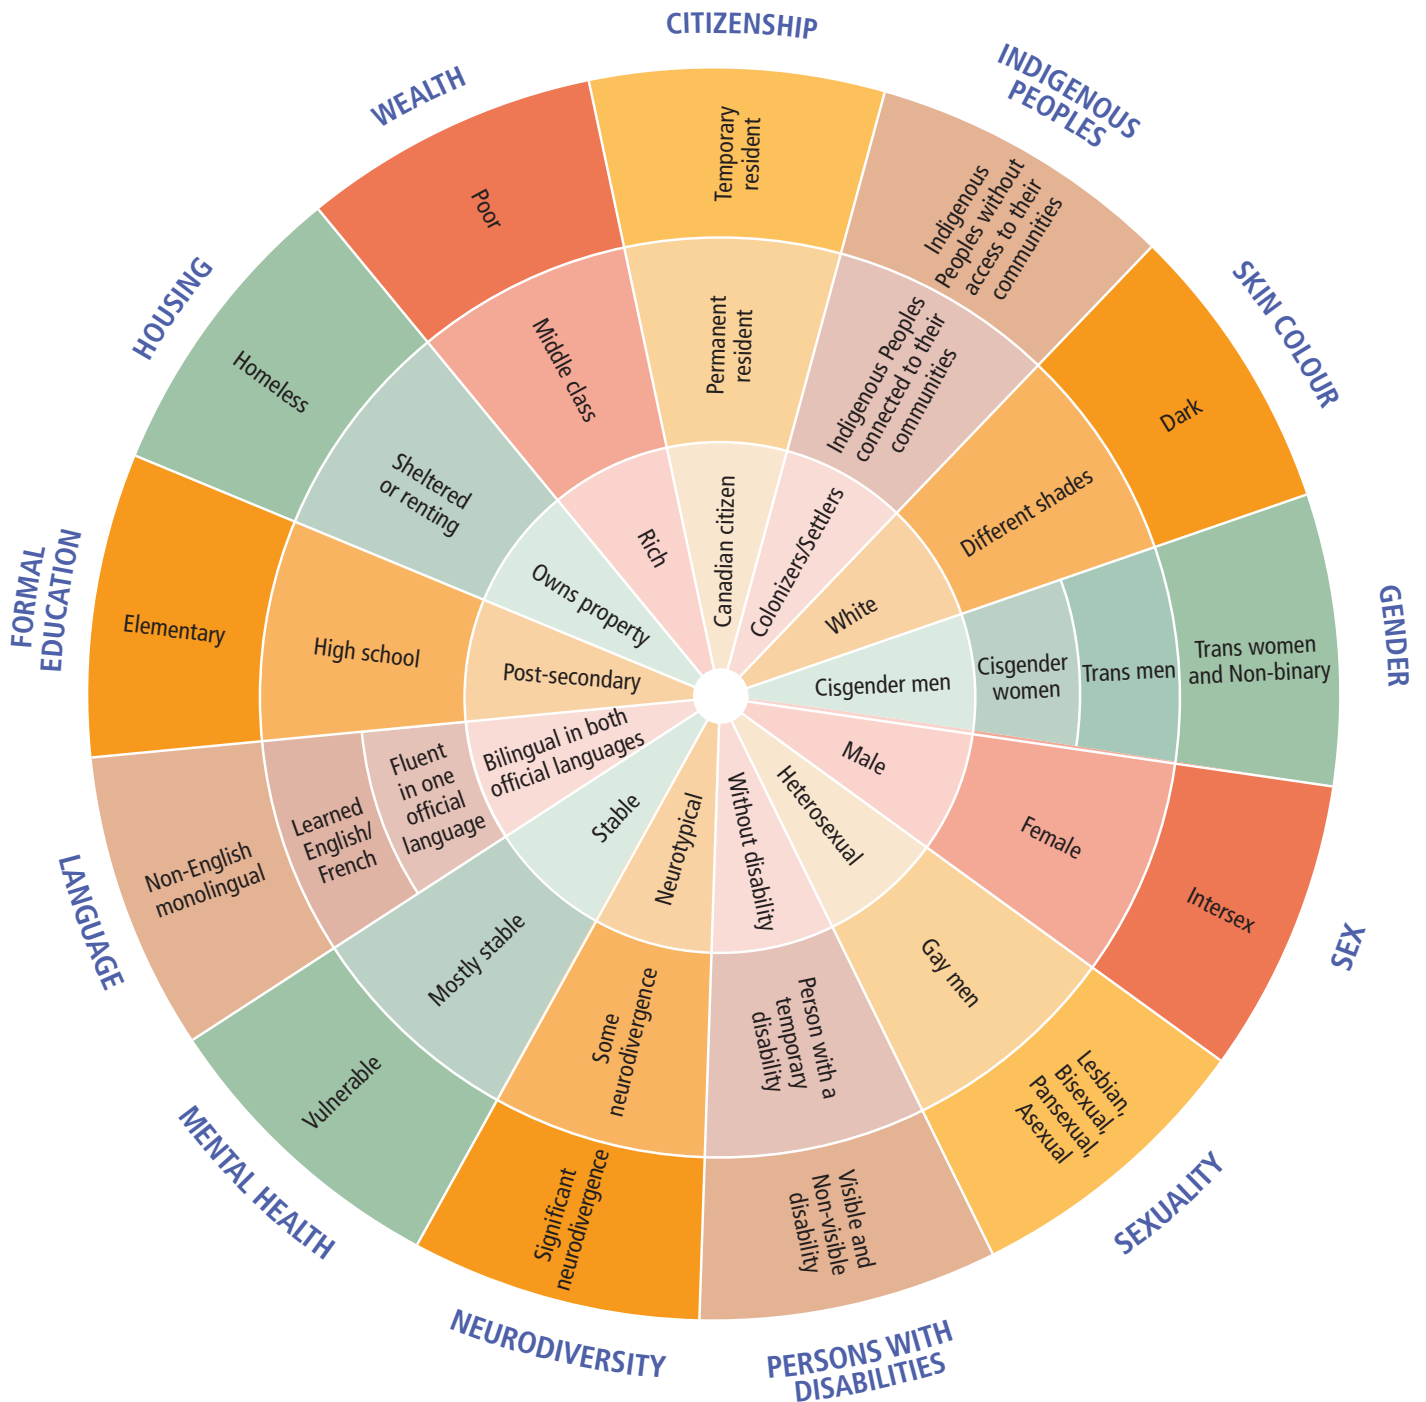 CITIZENSHIP
Temporary
resident
Permanent
resident
Canadian citizen
INDIGENOUS
PEOPLES
Indigenous
Peoples without
access to their
communities
Indigenous Peoples
connected to their
communities
Colonizers/Settlers
SKIN COLOUR
Dark
Different shades
White
GENDER
Trans women
and Non-binary
Trans men
Cisgender
women
Cisgender men
SEX
Intersex
Female
Male
SEXUALITY
Lesbian,
Bisexual,
Pansexual,
Asexual
Gay men
Heterosexual
PERSONS WITH
DISABILITIES
Visible and
Non-visible
disability
Person with a
temporary
disability
Without disability
NEURODIVERSITY
Significant
neurodivergence
Some
neurodivergence
Neurotypical
MENTAL HEALTH
Vulnerable
Mostly stable
Stable
LANGUAGE
Non-English
monolingual
Learned
English/
French
Fluent
in one
official
language
Bilingual in both
official languages
FORMAL
EDUCATION
Elementary
High school
Post-secondary
HOUSING
Homeless
Sheltered
or renting
Owns property
WEALTH
Poor
Middle class
Rich